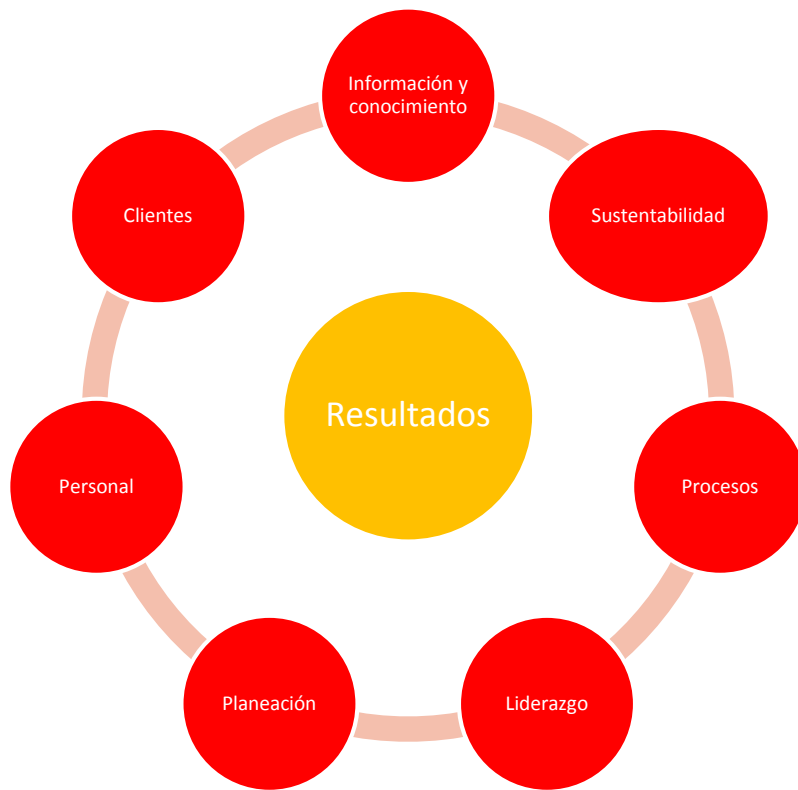 Información y
conocimiento
Clientes
Sustentabilidad
Resultados
Personal
Procesos
Planeación
Liderazgo